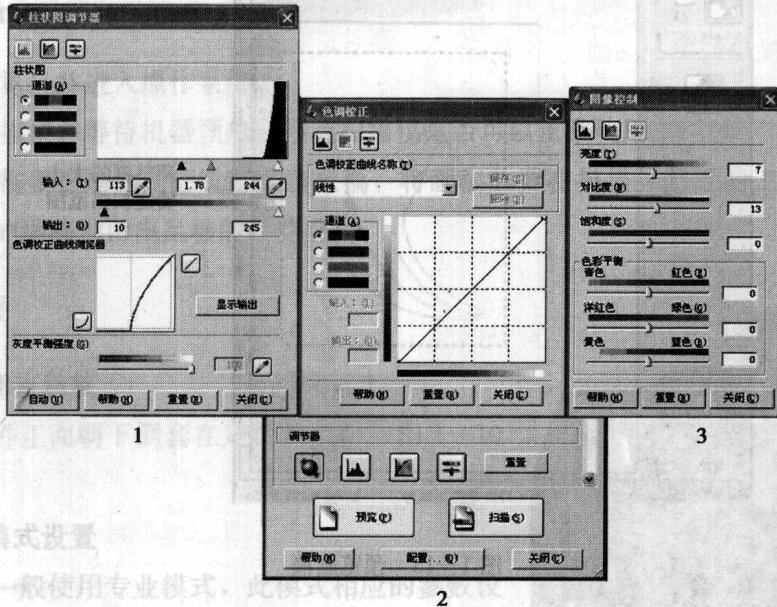 柱状图调节器
柱状图
通道(A)
输入：(I) 113 1.78 244
输出：(O) 10 245
色调校正曲线浏览器
显示输出
灰度平衡强度(G)
自动(U) 帮助(H) 重置(R) 关闭(C)
1
色调校正
色调校正曲线名称(T)
线性
保存(S)
删除(D)
通道(A)
输入：(I)
输出：(O)
帮助(H) 重置(R) 关闭(C)
图像控制
亮度(T) 7
对比度(N) 13
饱和度(S) 0
色彩平衡
青色 红色(R) 0
洋红色 绿色(G) 0
黄色 蓝色(B) 0
帮助(H) 重置(R) 关闭(C)
3
调节器
重置
预览(P) 扫描(S)
帮助(H) 配置...(O) 关闭(C)
2
模式设置
一般使用专业模式，此模式相应的参数设